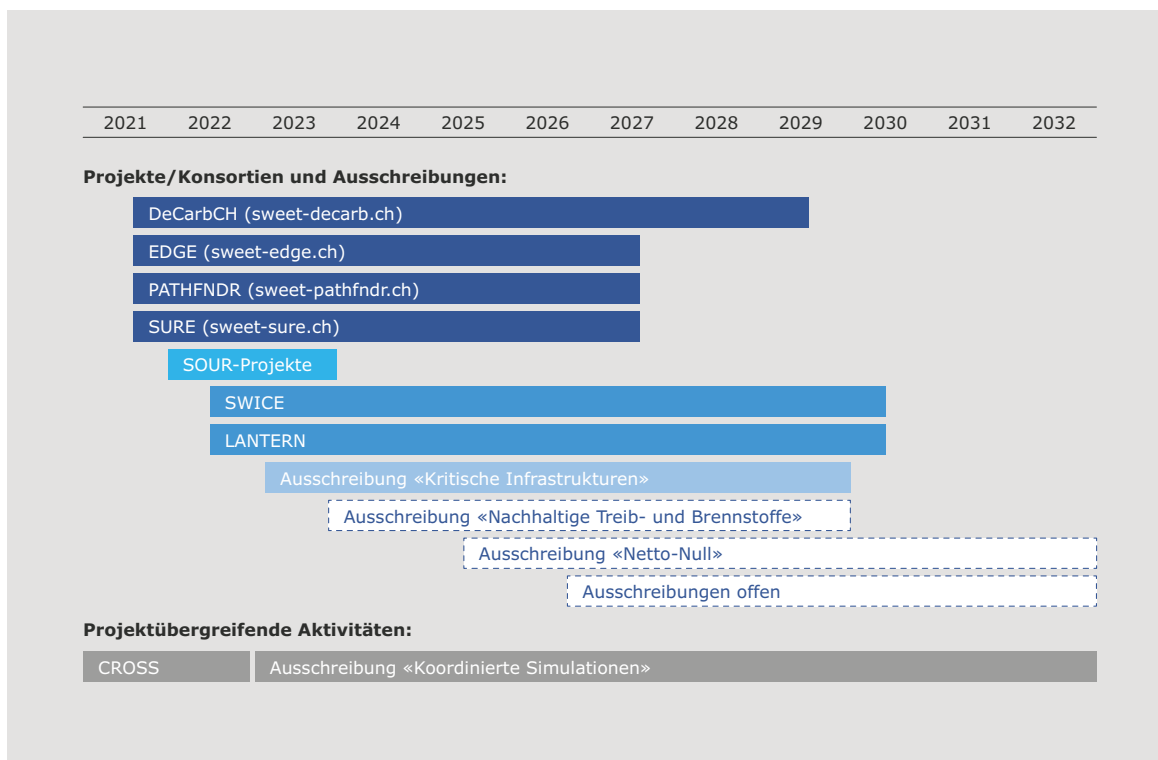 2021 2022 2023 2024 2025 2026 2027 2028 2029 2030 2031 2032
Projekte/Konsortien und Ausschreibungen:
DeCarbCH (sweet-decarb.ch)
EDGE (sweet-edge.ch)
PATHFNDR (sweet-pathfndr.ch)
SURE (sweet-sure.ch)
SOUR-Projekte
SWICE
LANTERN
Ausschreibung «Kritische Infrastrukturen»
Ausschreibung «Nachhaltige Treib- und Brennstoffe»
Ausschreibung «Netto-Null»
Ausschreibungen offen
Projektübergreifende Aktivitäten:
CROSS Ausschreibung «Koordinierte Simulationen»